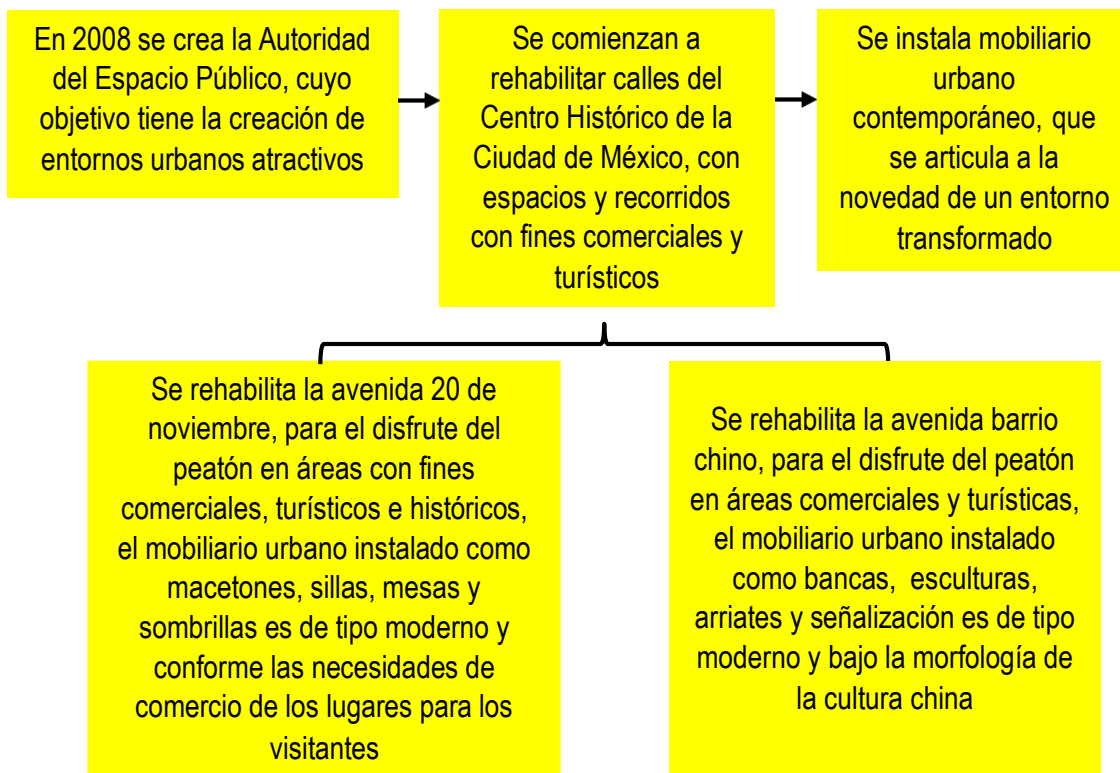 En 2008 se crea la Autoridad
del Espacio Público, cuyo
objetivo tiene la creación de
entornos urbanos atractivos
Se comienzan a
rehabilitar calles del
Centro Histórico de la
Ciudad de México, con
espacios y recorridos
con fines comerciales y
turísticos
Se instala mobiliario
urbano
contemporáneo, que
se articula a la
novedad de un entorno
transformado
Se rehabilita la avenida 20 de
noviembre, para el disfrute del
peatón en áreas con fines
comerciales, turísticos e históricos,
el mobiliario urbano instalado como
macetones, sillas, mesas y
sombrillas es de tipo moderno y
conforme las necesidades de
comercio de los lugares para los
visitantes
Se rehabilita la avenida barrio
chino, para el disfrute del peatón
en áreas comerciales y turísticas,
el mobiliario urbano instalado
como bancas, esculturas,
arriates y señalización es de tipo
moderno y bajo la morfología de
la cultura china